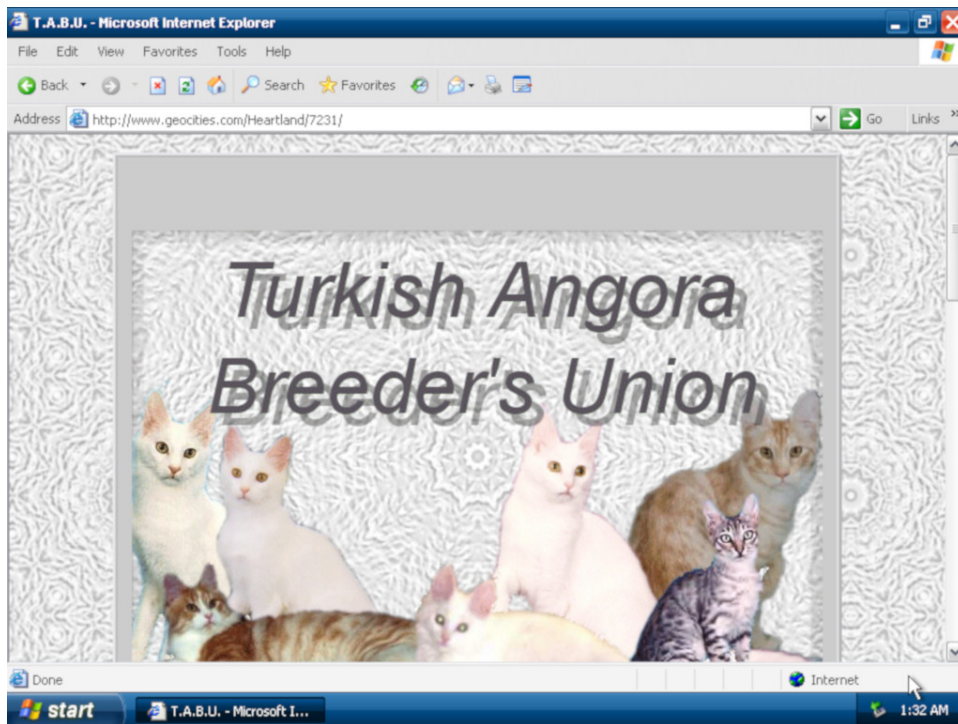 T.A.B.U. - Microsoft Internet Explorer
File Edit View Favorites Tools Help
Back Search Favorites
Address http://www.geocities.com/Heartland/7231/ Go Links »
Turkish Angora
Breeder's Union
Done Internet
start T.A.B.U. - Microsoft I... 1:32 AM